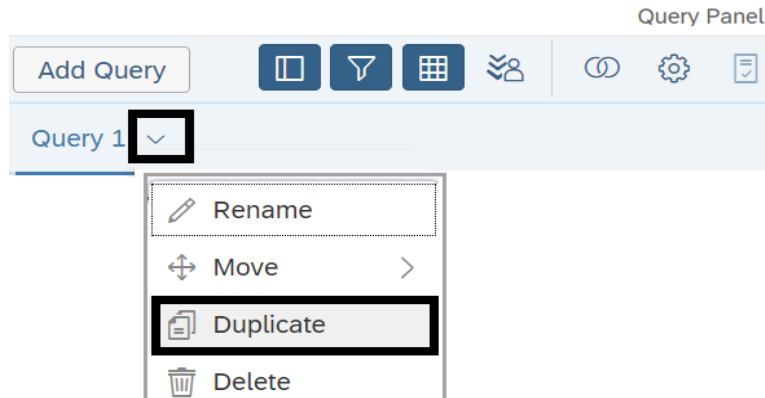 Query Panel
Add Query
Query 1
Rename
Move
Duplicate
Delete